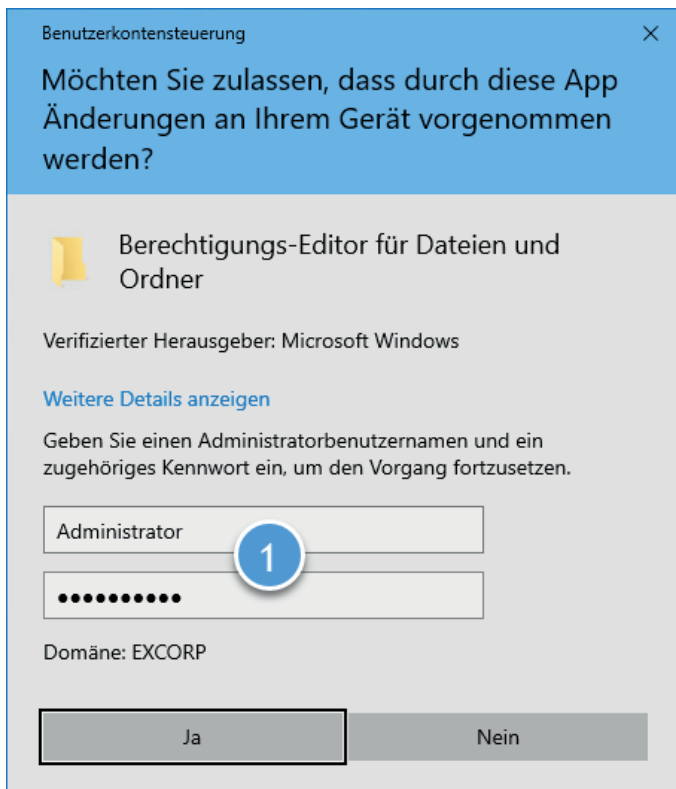 Benutzerkontensteuerung
Möchten Sie zulassen, dass durch diese App
Änderungen an Ihrem Gerät vorgenommen
werden?
Berechtigungs-Editor für Dateien und
Ordner
Verifizierter Herausgeber: Microsoft Windows
Weitere Details anzeigen
Geben Sie einen Administratorbenutzernamen und ein
zugehöriges Kennwort ein, um den Vorgang fortzusetzen.
Administrator
1
••••••••••
Domäne: EXCORP
Ja
Nein